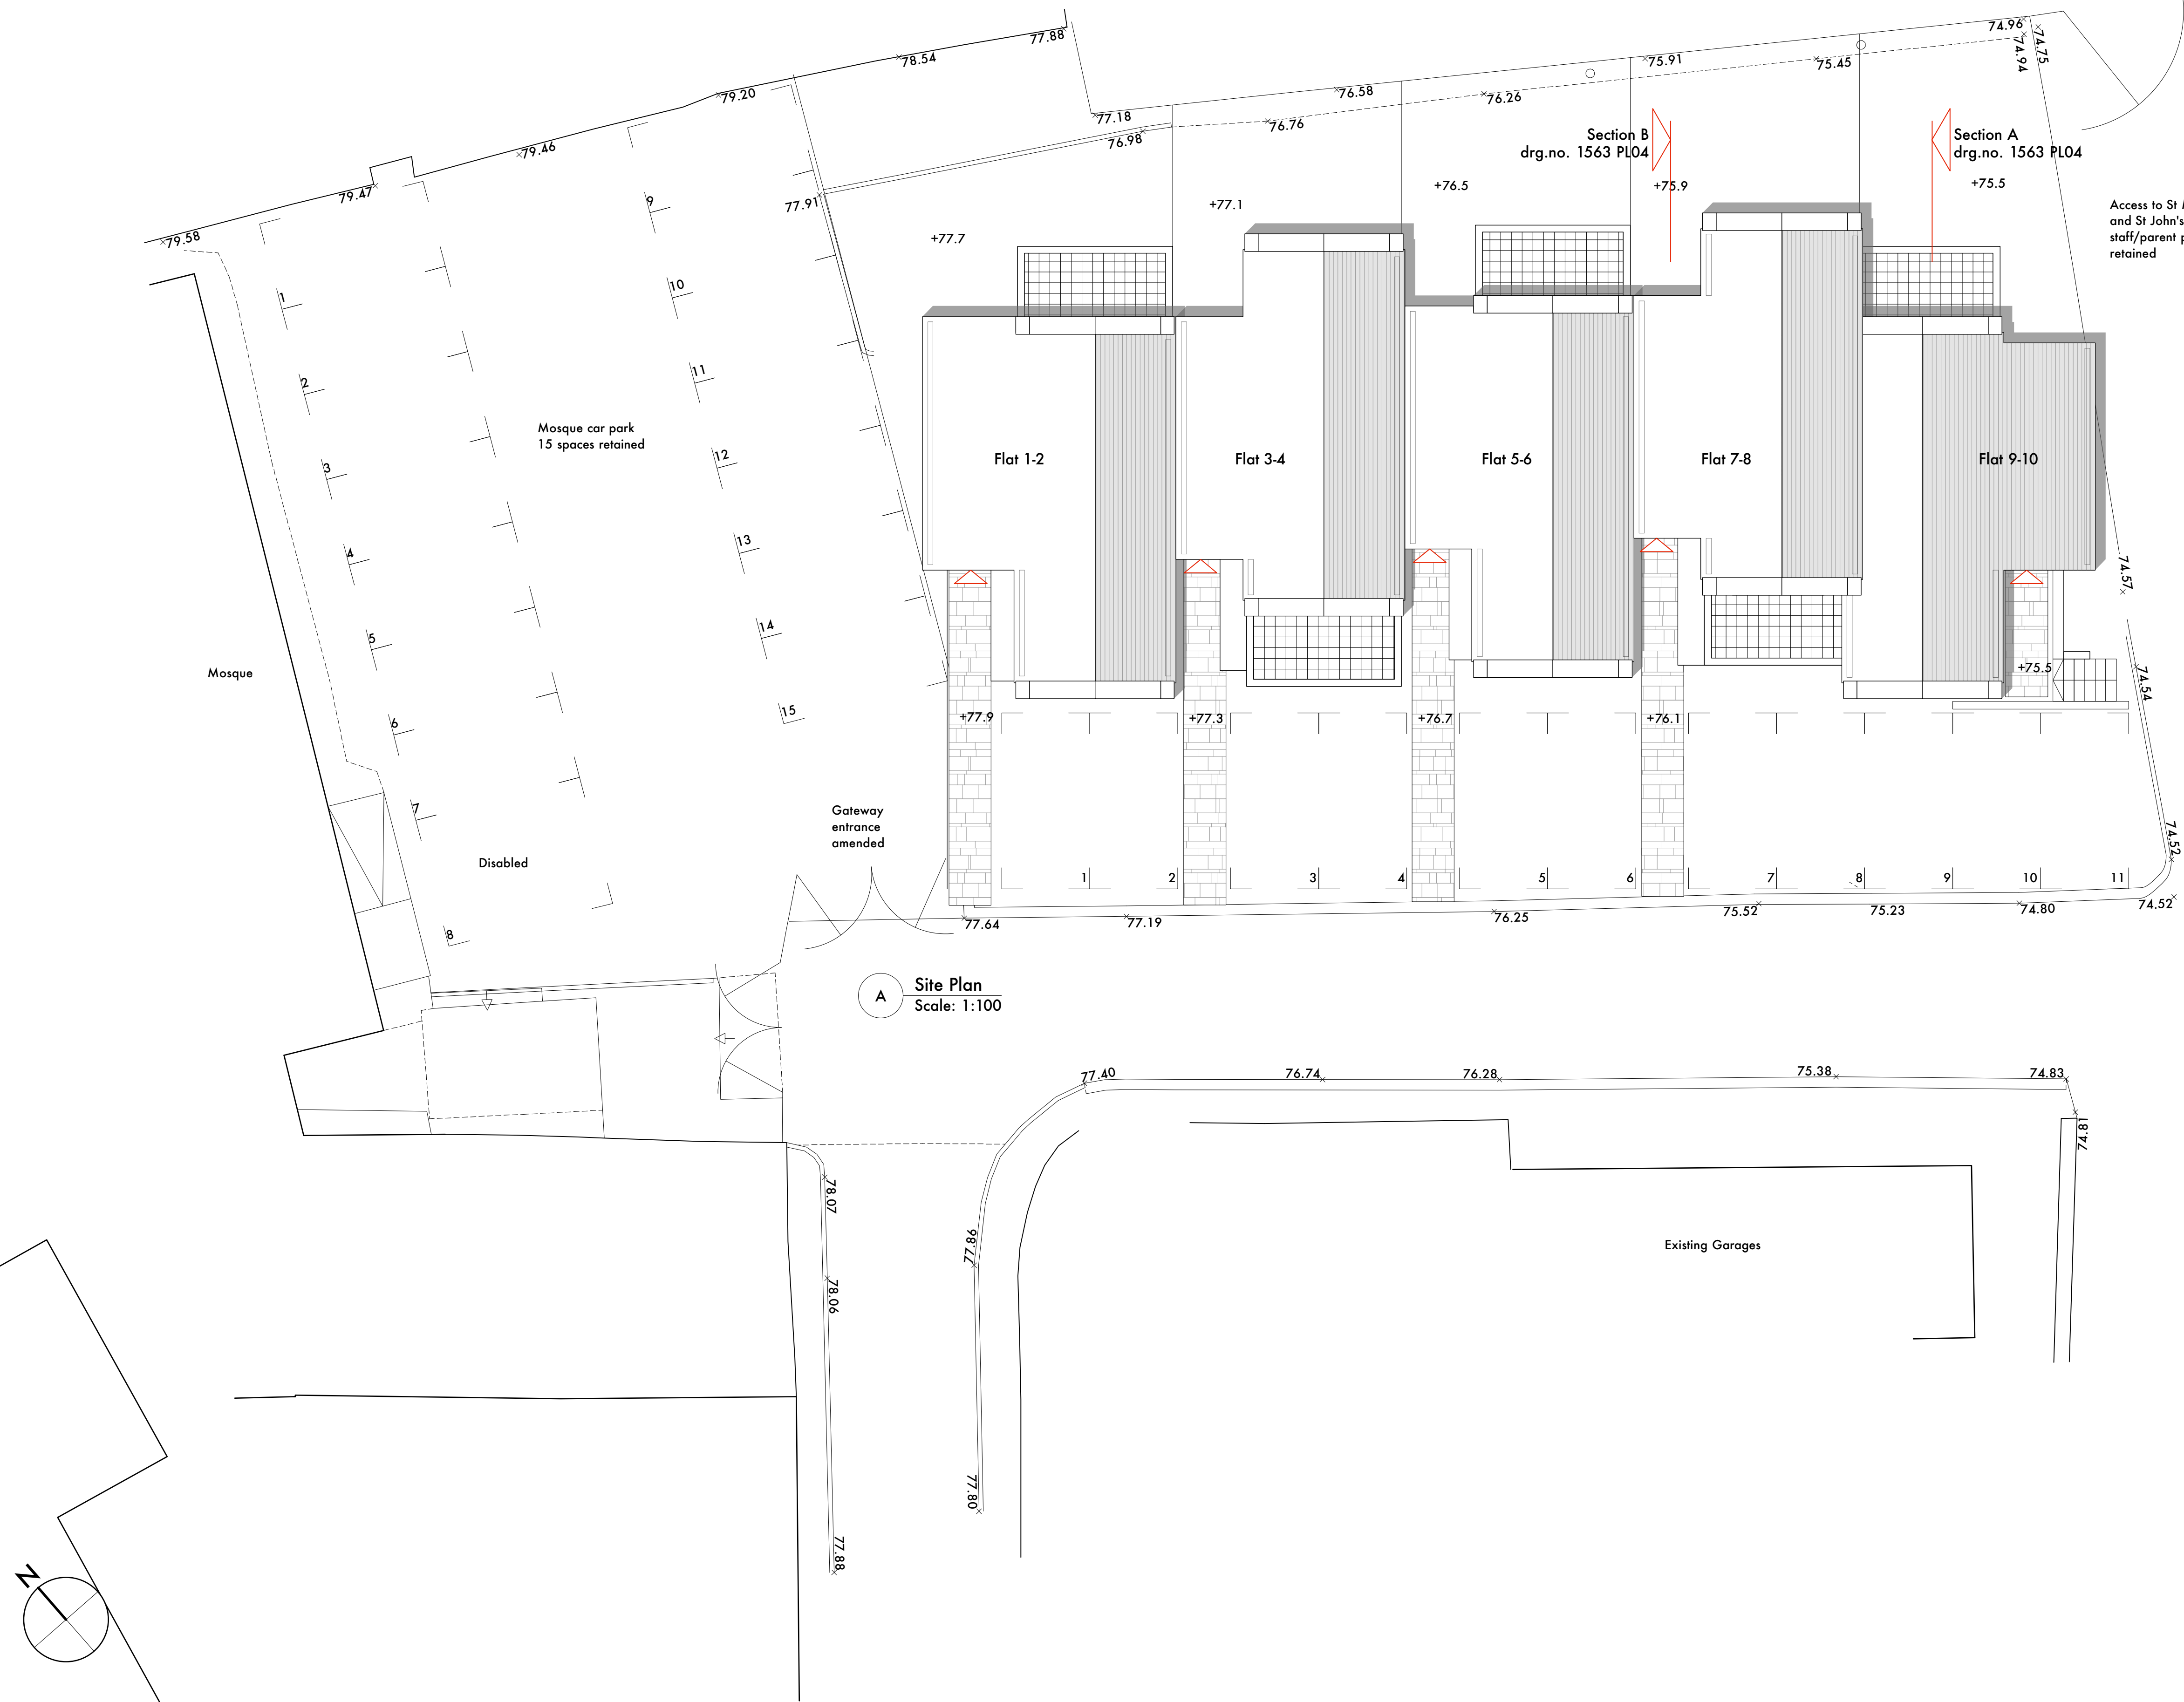 77.88
78.54
79.20
79.46
79.47
79.58
77.91
77.18
76.98
76.76
76.58
76.26
75.91
75.45
74.96
74.94
74.75
Section B
drg.no. 1563 PL04
Section A
drg.no. 1563 PL04
+77.7
+77.1
+76.5
+75.9
+75.5
Access to St
and St John's
staff/parent
retained
1
2
3
4
5
6
7
8
9
10
11
12
13
14
15
Mosque car park
15 spaces retained
Mosque
Disabled
Flat 1-2
Flat 3-4
Flat 5-6
Flat 7-8
Flat 9-10
74.57
+75.5
74.54
+77.9
+77.3
+76.7
+76.1
Gateway
entrance
amended
1
2
3
4
5
6
7
8
9
10
11
74.52
77.64
77.19
76.25
75.52
75.23
74.80
74.52
A
Site Plan
Scale: 1:100
77.40
76.74
76.28
75.38
74.83
74.81
78.07
77.86
78.06
Existing Garages
77.80
77.88
N